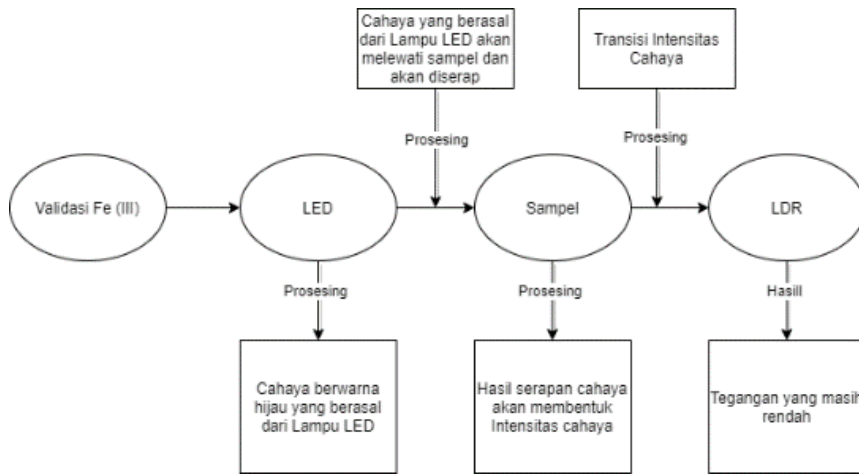 Cahaya yang berasal
dari Lampu LED akan
melewati sampel dan
akan diserap
Transisi Intensitas
Cahaya
Prosesing
Prosesing
Validasi Fe (III)
LED
Sampel
LDR
Prosesing
Prosesing
Hasill
Cahaya berwarna
hijau yang berasal
dari Lampu LED
Hasil serapan cahaya
akan membentuk
Intensitas cahaya
Tegangan yang masih
rendah